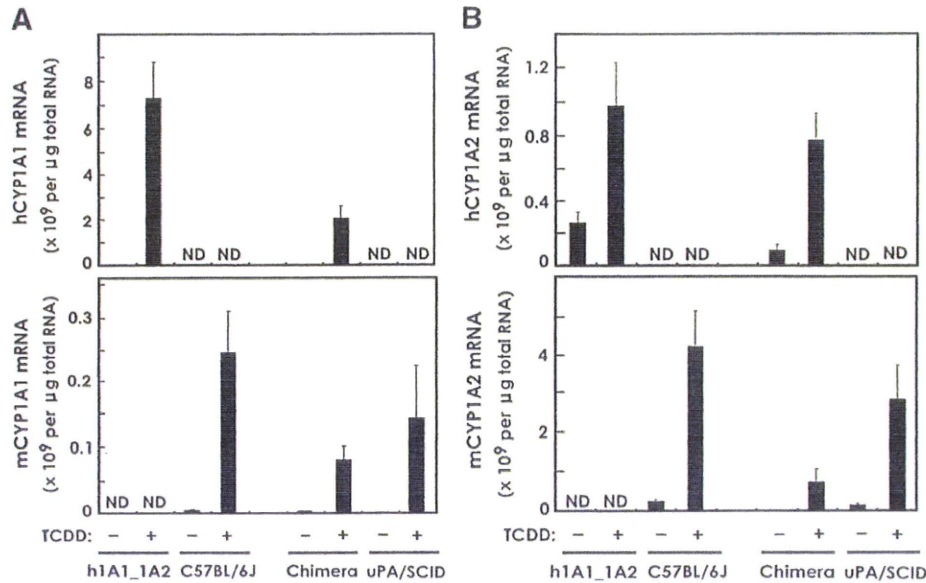 A
hCYP1A1 mRNA
(x 10⁹ per µg total RNA)
8
6
4
2
0
ND ND
ND ND
mCYP1A1 mRNA
(x 10⁹ per µg total RNA)
0.3
0.2
0.1
0
ND ND
TCDD: − + − + − + − +
h1A1_1A2 C57BL/6J Chimera uPA/SCID
B
hCYP1A2 mRNA
(x 10⁹ per µg total RNA)
1.2
0.8
0.4
0
ND ND
ND ND
mCYP1A2 mRNA
(x 10⁹ per µg total RNA)
4
2
0
ND ND
− + − + − + − +
h1A1_1A2 C57BL/6J Chimera uPA/SCID